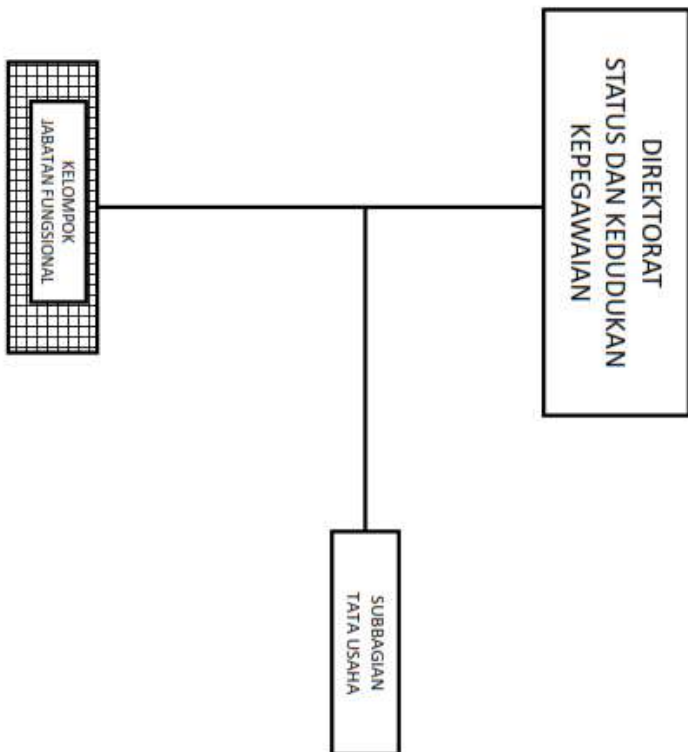 DIREKTORAT
STATUS DAN KEDUDUKAN
KEPEGAWAIAN
SUBBAGIAN
TATA USAHA
KELOMPOK
JABATAN FUNGSIONAL